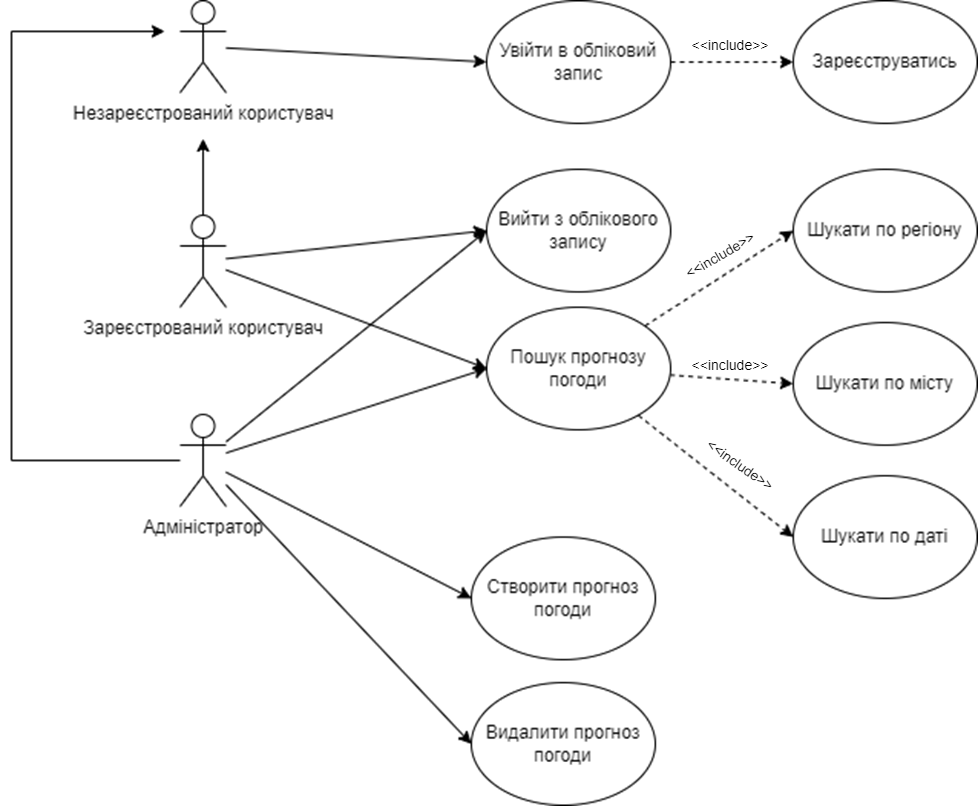 Увійти в обліковий
запис
<<include>>
Зареєструватись
Незареєстрований користувач
Вийти з облікового
запису
<<include>>
Шукати по регіону
Зареєстрований користувач
Пошук прогнозу
погоди
<<include>>
Шукати по місту
<<include>>
Шукати по даті
Адміністратор
Створити прогноз
погоди
Видалити прогноз
погоди